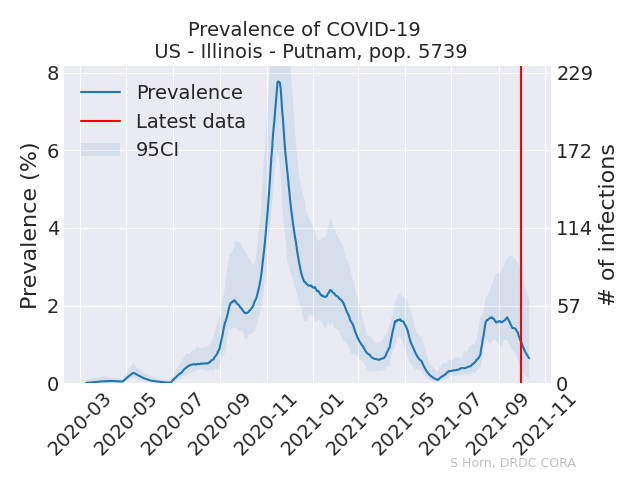 Prevalence of COVID-19
US - Illinois - Putnam, pop. 5739
Prevalence
Latest data
95CI
Prevalence (%)
8
6
4
2
0
# of infections
229
172
114
57
0
2020-03
2020-05
2020-07
2020-09
2020-11
2021-01
2021-03
2021-05
2021-07
2021-09
2021-11
S Horn, DRDC CORA